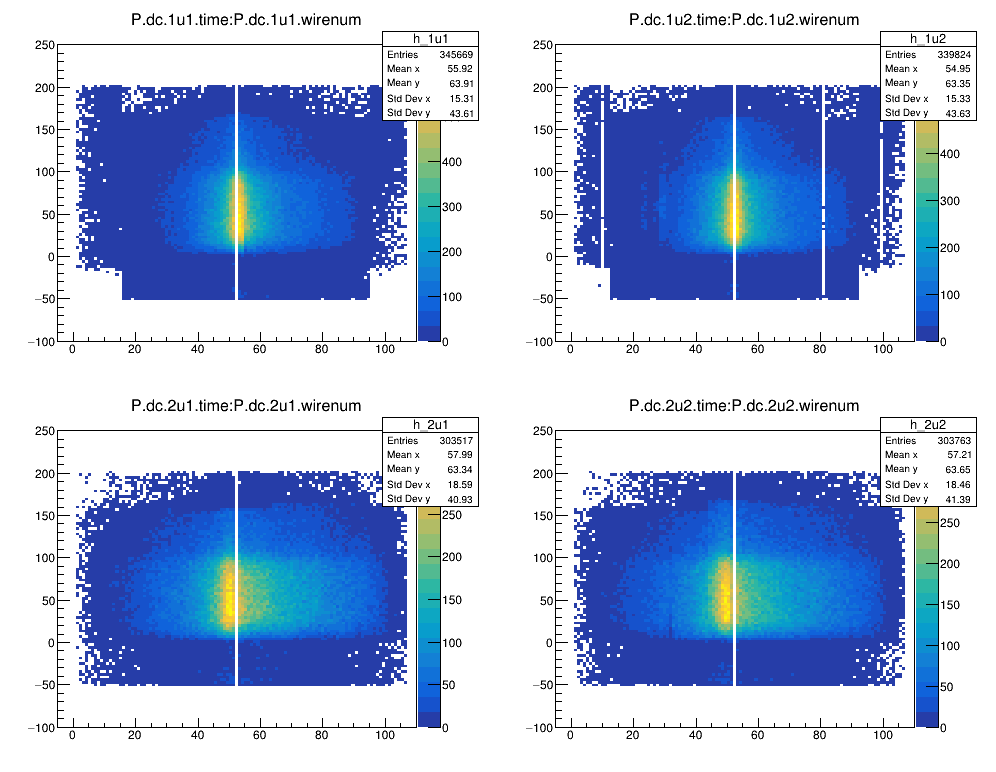 P.dc.1u1.time:P.dc.1u1.wirenum
h_1u1
Entries 345669
Mean x 55.92
Mean y 63.91
Std Dev x 15.31
Std Dev y 43.61
250
200
150
100
50
0
−50
−100
0 20 40 60 80 100
400
300
200
100
0
P.dc.1u2.time:P.dc.1u2.wirenum
h_1u2
Entries 339824
Mean x 54.95
Mean y 63.35
Std Dev x 15.33
Std Dev y 43.63
250
200
150
100
50
0
−50
−100
0 20 40 60 80 100
400
300
200
100
0
P.dc.2u1.time:P.dc.2u1.wirenum
h_2u1
Entries 303517
Mean x 57.99
Mean y 63.34
Std Dev x 18.59
Std Dev y 40.93
250
200
150
100
50
0
−50
−100
0 20 40 60 80 100
250
200
150
100
50
0
P.dc.2u2.time:P.dc.2u2.wirenum
h_2u2
Entries 303763
Mean x 57.21
Mean y 63.65
Std Dev x 18.46
Std Dev y 41.39
250
200
150
100
50
0
−50
−100
0 20 40 60 80 100
250
200
150
100
50
0